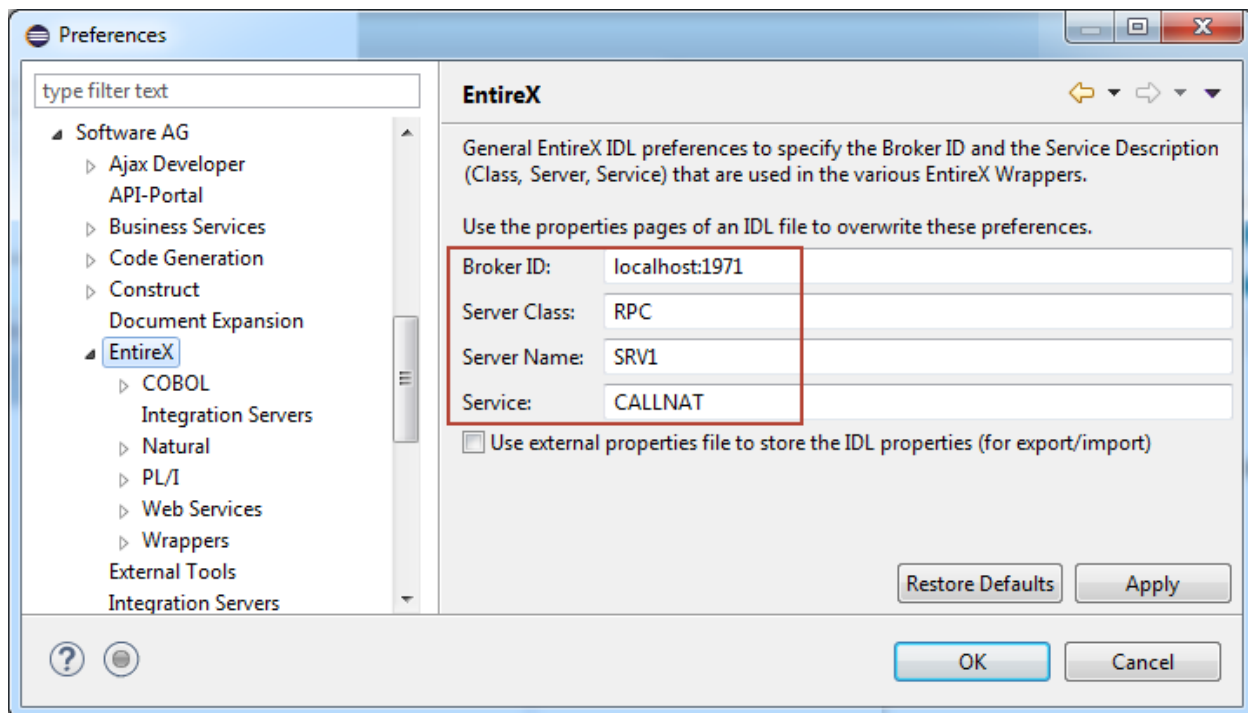 Preferences
type filter text
Software AG
Ajax Developer
API-Portal
Business Services
Code Generation
Construct
Document Expansion
EntireX
COBOL
Integration Servers
Natural
PL/I
Web Services
Wrappers
External Tools
Integration Servers
EntireX
General EntireX IDL preferences to specify the Broker ID and the Service Description
(Class, Server, Service) that are used in the various EntireX Wrappers.
Use the properties pages of an IDL file to overwrite these preferences.
Broker ID: localhost:1971
Server Class: RPC
Server Name: SRV1
Service: CALLNAT
Use external properties file to store the IDL properties (for export/import)
Restore Defaults Apply
? OK Cancel